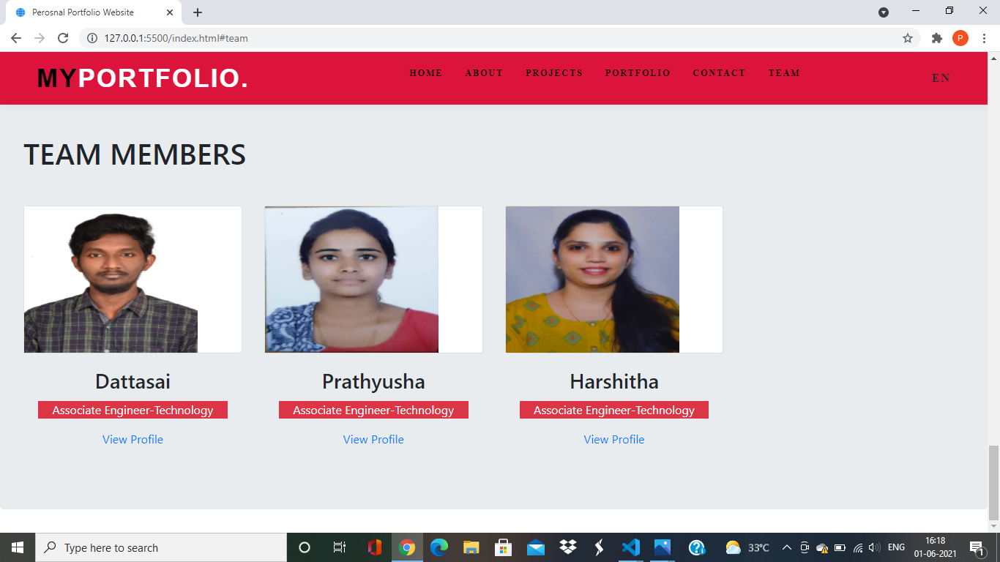 Perosnal Portfolio Website
127.0.0.1:5500/index.html#team
P
MYPORTFOLIO.
HOME ABOUT PROJECTS PORTFOLIO CONTACT TEAM
EN
TEAM MEMBERS
Dattasai Prathyusha Harshitha
Associate Engineer-Technology Associate Engineer-Technology Associate Engineer-Technology
View Profile View Profile View Profile
Type here to search
33°C
ENG
16:18
01-06-2021
1